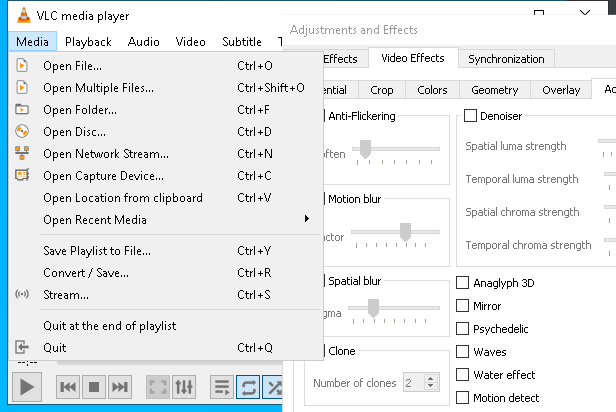 VLC media player
Media Playback Audio Video Subtitle
Open File... Ctrl+O
Open Multiple Files... Ctrl+Shift+O
Open Folder... Ctrl+F
Open Disc... Ctrl+D
Open Network Stream... Ctrl+N
Open Capture Device... Ctrl+C
Open Location from clipboard Ctrl+V
Open Recent Media
Save Playlist to File... Ctrl+Y
Convert / Save... Ctrl+R
Stream... Ctrl+S
Quit at the end of playlist
Quit Ctrl+Q
--:--
Adjustments and Effects
Effects Video Effects Synchronization
Crop Colors Geometry Overlay
Anti-Flickering
Motion blur
Spatial blur
Clone
Number of clones 2
Denoiser
Spatial luma strength
Temporal luma strength
Spatial chroma strength
Temporal chroma strength
Anaglyph 3D
Mirror
Psychedelic
Waves
Water effect
Motion detect